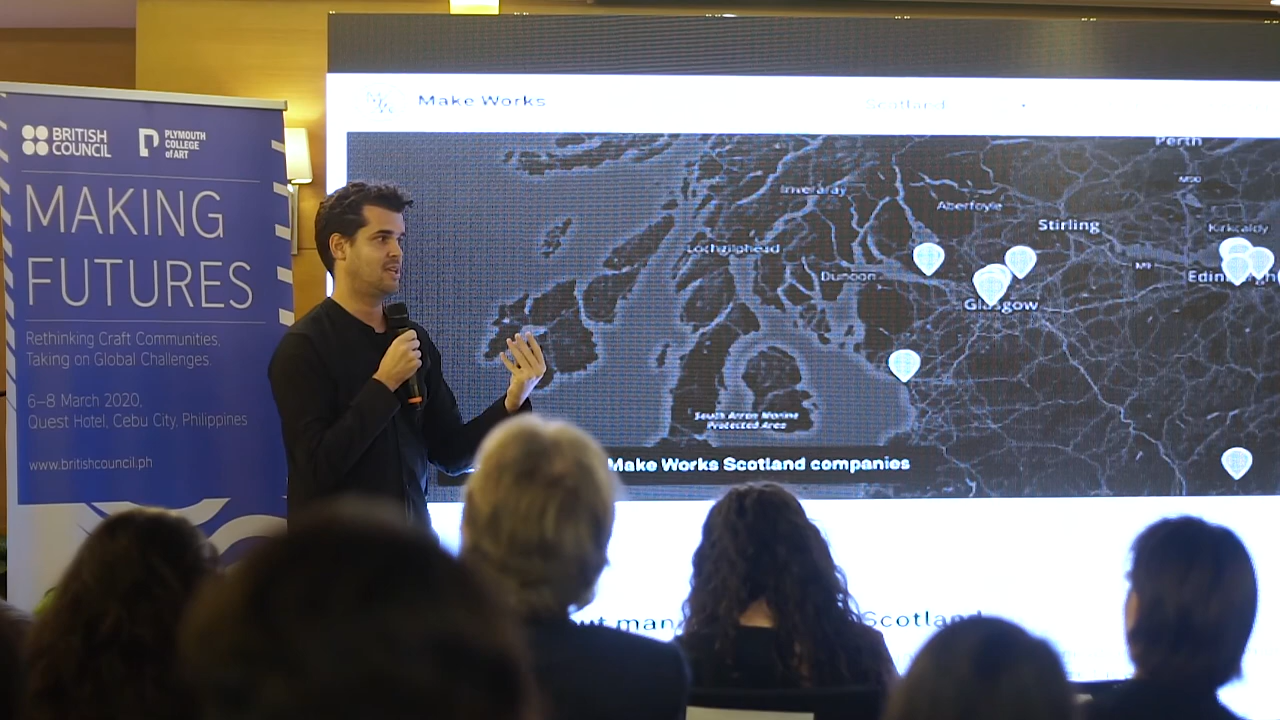 BRITISH
COUNCIL
PLYMOUTH
COLLEGE
of ART
MAKING
FUTURES
Rethinking Craft Communities,
Taking on Global Challenges.
6–8 March 2020,
Quest Hotel, Cebu City, Philippines
www.britishcouncil.ph
Make Works
Scotland
Perth
M90
Inveraray
Aberfoyle
Stirling
Kirkcaldy
Lochgilphead
Dunoon
M9
Glasgow
South Arran Marine
Protected Area
Make Works Scotland companies
Scotland